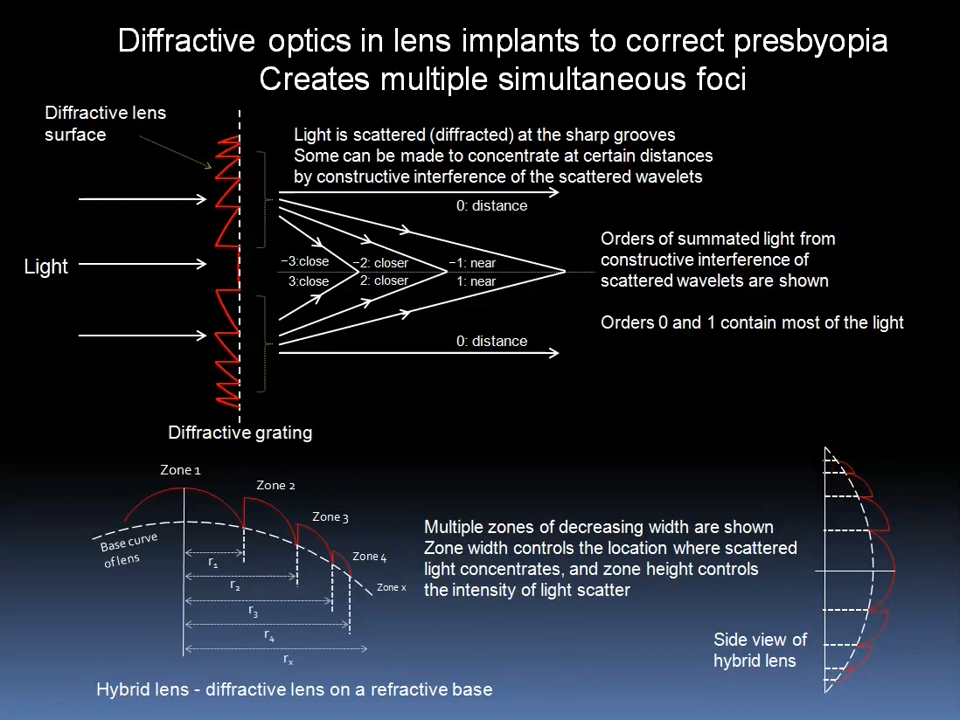 Diffractive optics in lens implants to correct presbyopia
Creates multiple simultaneous foci
Diffractive lens
surface
Light is scattered (diffracted) at the sharp grooves
Some can be made to concentrate at certain distances
by constructive interference of the scattered wavelets
0: distance
Light
−3:close
−2: closer
−1: near
3:close
2: closer
1: near
0: distance
Orders of summated light from
constructive interference of
scattered wavelets are shown
Orders 0 and 1 contain most of the light
Diffractive grating
Zone 1
Zone 2
Zone 3
Zone 4
Zone x
Base curve
of lens
r1
r2
r3
r4
rx
Multiple zones of decreasing width are shown
Zone width controls the location where scattered
light concentrates, and zone height controls
the intensity of light scatter
Side view of
hybrid lens
Hybrid lens - diffractive lens on a refractive base